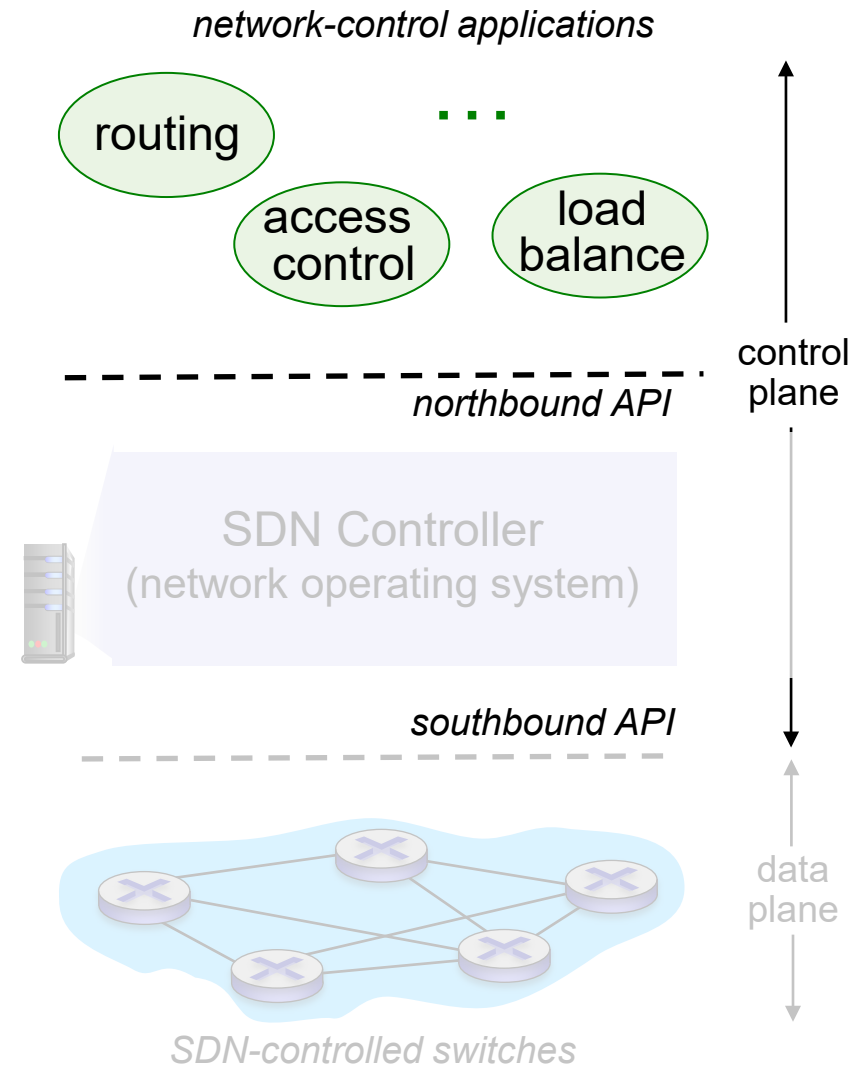 network-control applications
routing
...
access
control
load
balance
control
plane
northbound API
SDN Controller
(network operating system)
southbound API
data
plane
SDN-controlled switches